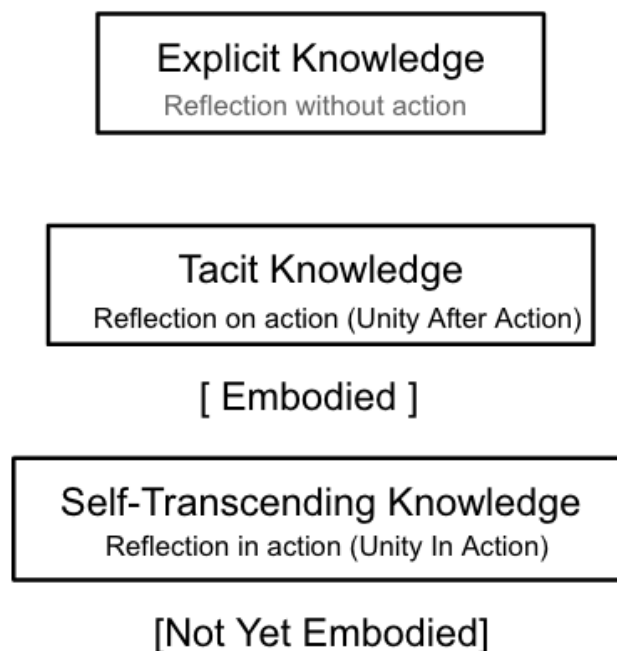 Explicit Knowledge
Reflection without action
Tacit Knowledge
Reflection on action (Unity After Action)
[ Embodied ]
Self-Transcending Knowledge
Reflection in action (Unity In Action)
[Not Yet Embodied]